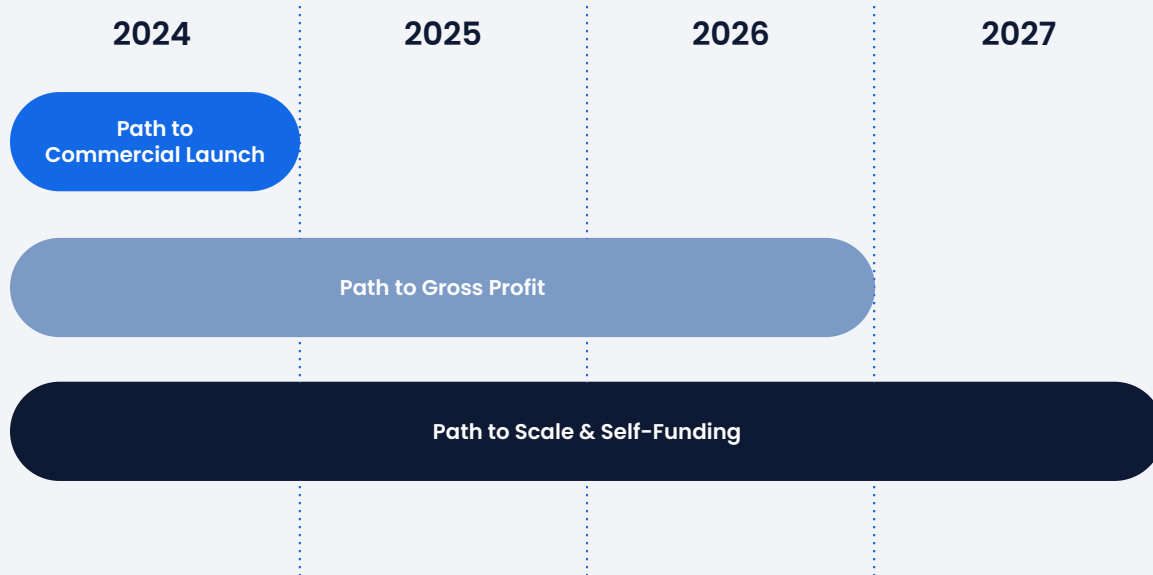 2024 2025 2026 2027
Path to
Commercial Launch
Path to Gross Profit
Path to Scale & Self-Funding